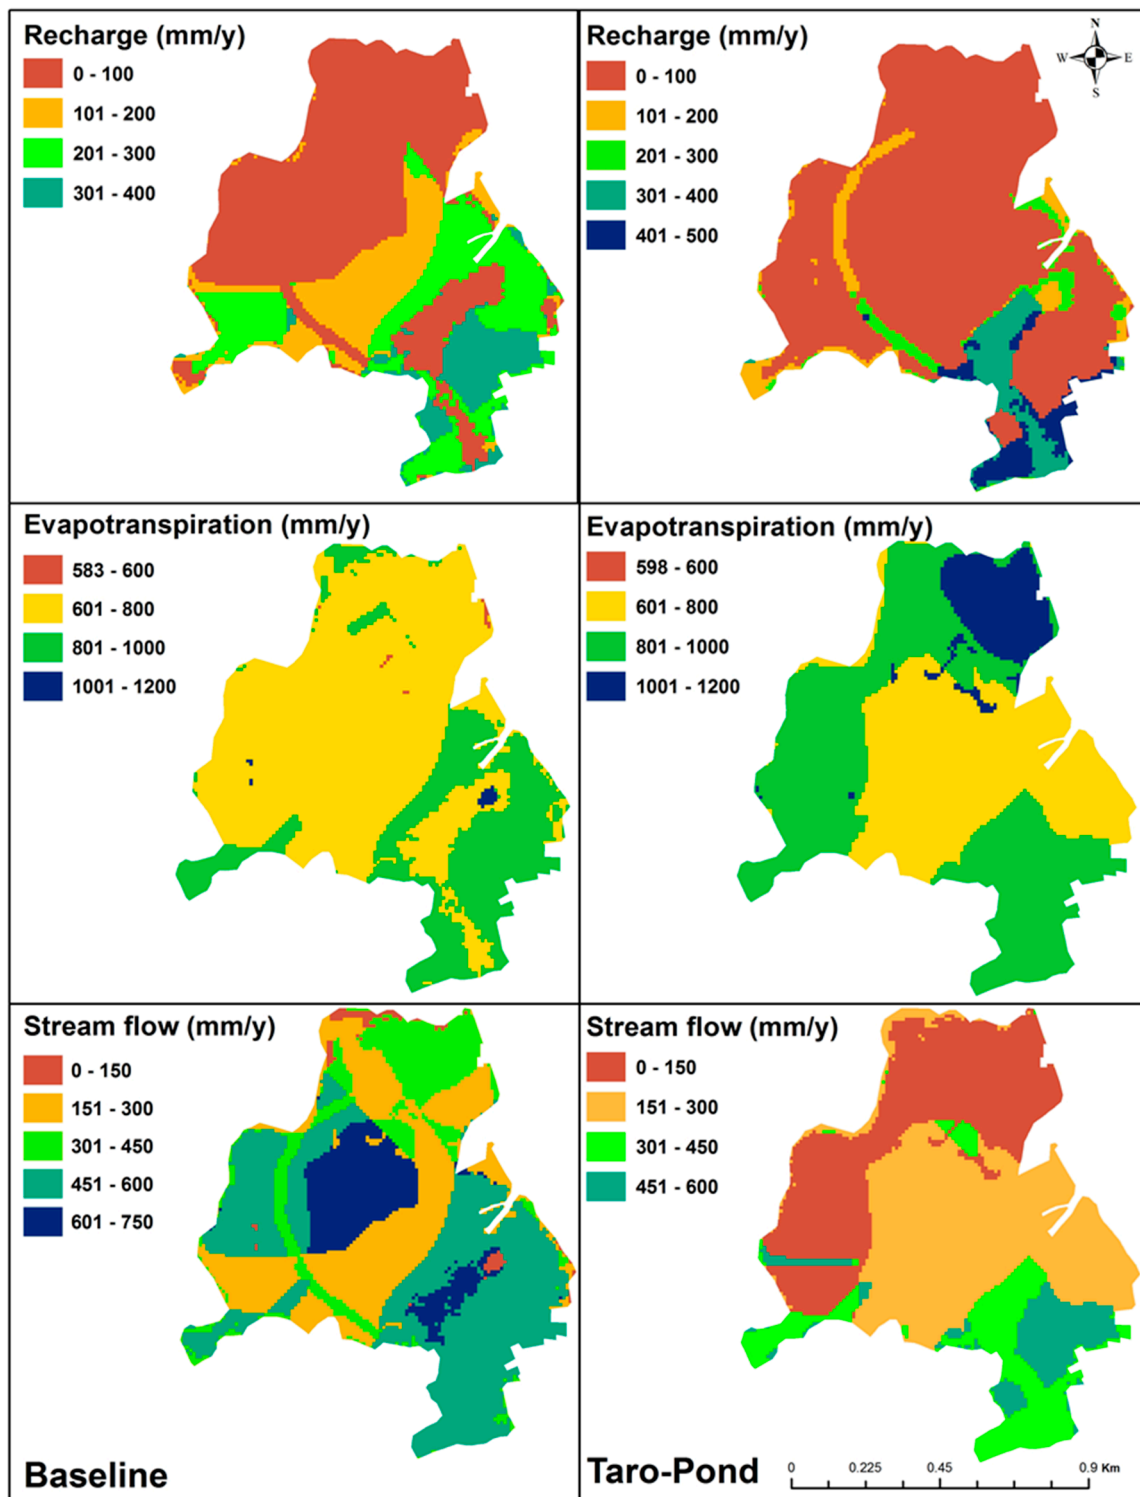 Recharge (mm/y)
0 - 100
101 - 200
201 - 300
301 - 400
Recharge (mm/y)
0 - 100
101 - 200
201 - 300
301 - 400
401 - 500
N
W
E
S
Evapotranspiration (mm/y)
583 - 600
601 - 800
801 - 1000
1001 - 1200
Evapotranspiration (mm/y)
598 - 600
601 - 800
801 - 1000
1001 - 1200
Stream flow (mm/y)
0 - 150
151 - 300
301 - 450
451 - 600
601 - 750
Baseline
Stream flow (mm/y)
0 - 150
151 - 300
301 - 450
451 - 600
Taro-Pond
0 0.225 0.45 0.9 Km